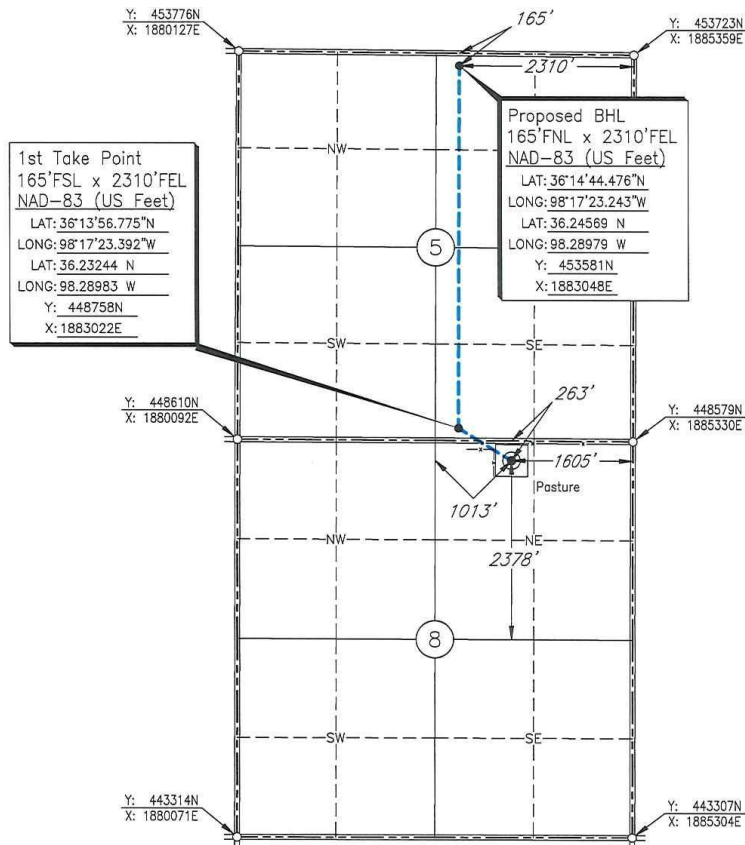 Y: 453776N
X: 1880127E
165'
Y: 453723N
X: 1885359E
2310'
Proposed BHL
165'FNL x 2310'FEL
NAD-83 (US Feet)
LAT: 36°14'44.476"N
LONG: 98°17'23.243"W
LAT: 36.24569 N
LONG: 98.28979 W
Y: 453581N
X: 1883048E
1st Take Point
165'FSL x 2310'FEL
NAD-83 (US Feet)
LAT: 36°13'56.775"N
LONG: 98°17'23.392"W
LAT: 36.23244 N
LONG: 98.28983 W
Y: 448758N
X: 1883022E
NW
5
SW
SE
Y: 448610N
X: 1880092E
263'
Y: 448579N
X: 1885330E
1605'
Pasture
1013'
NW
NE
2378'
8
SW
SE
Y: 443314N
X: 1880071E
Y: 443307N
X: 1885304E